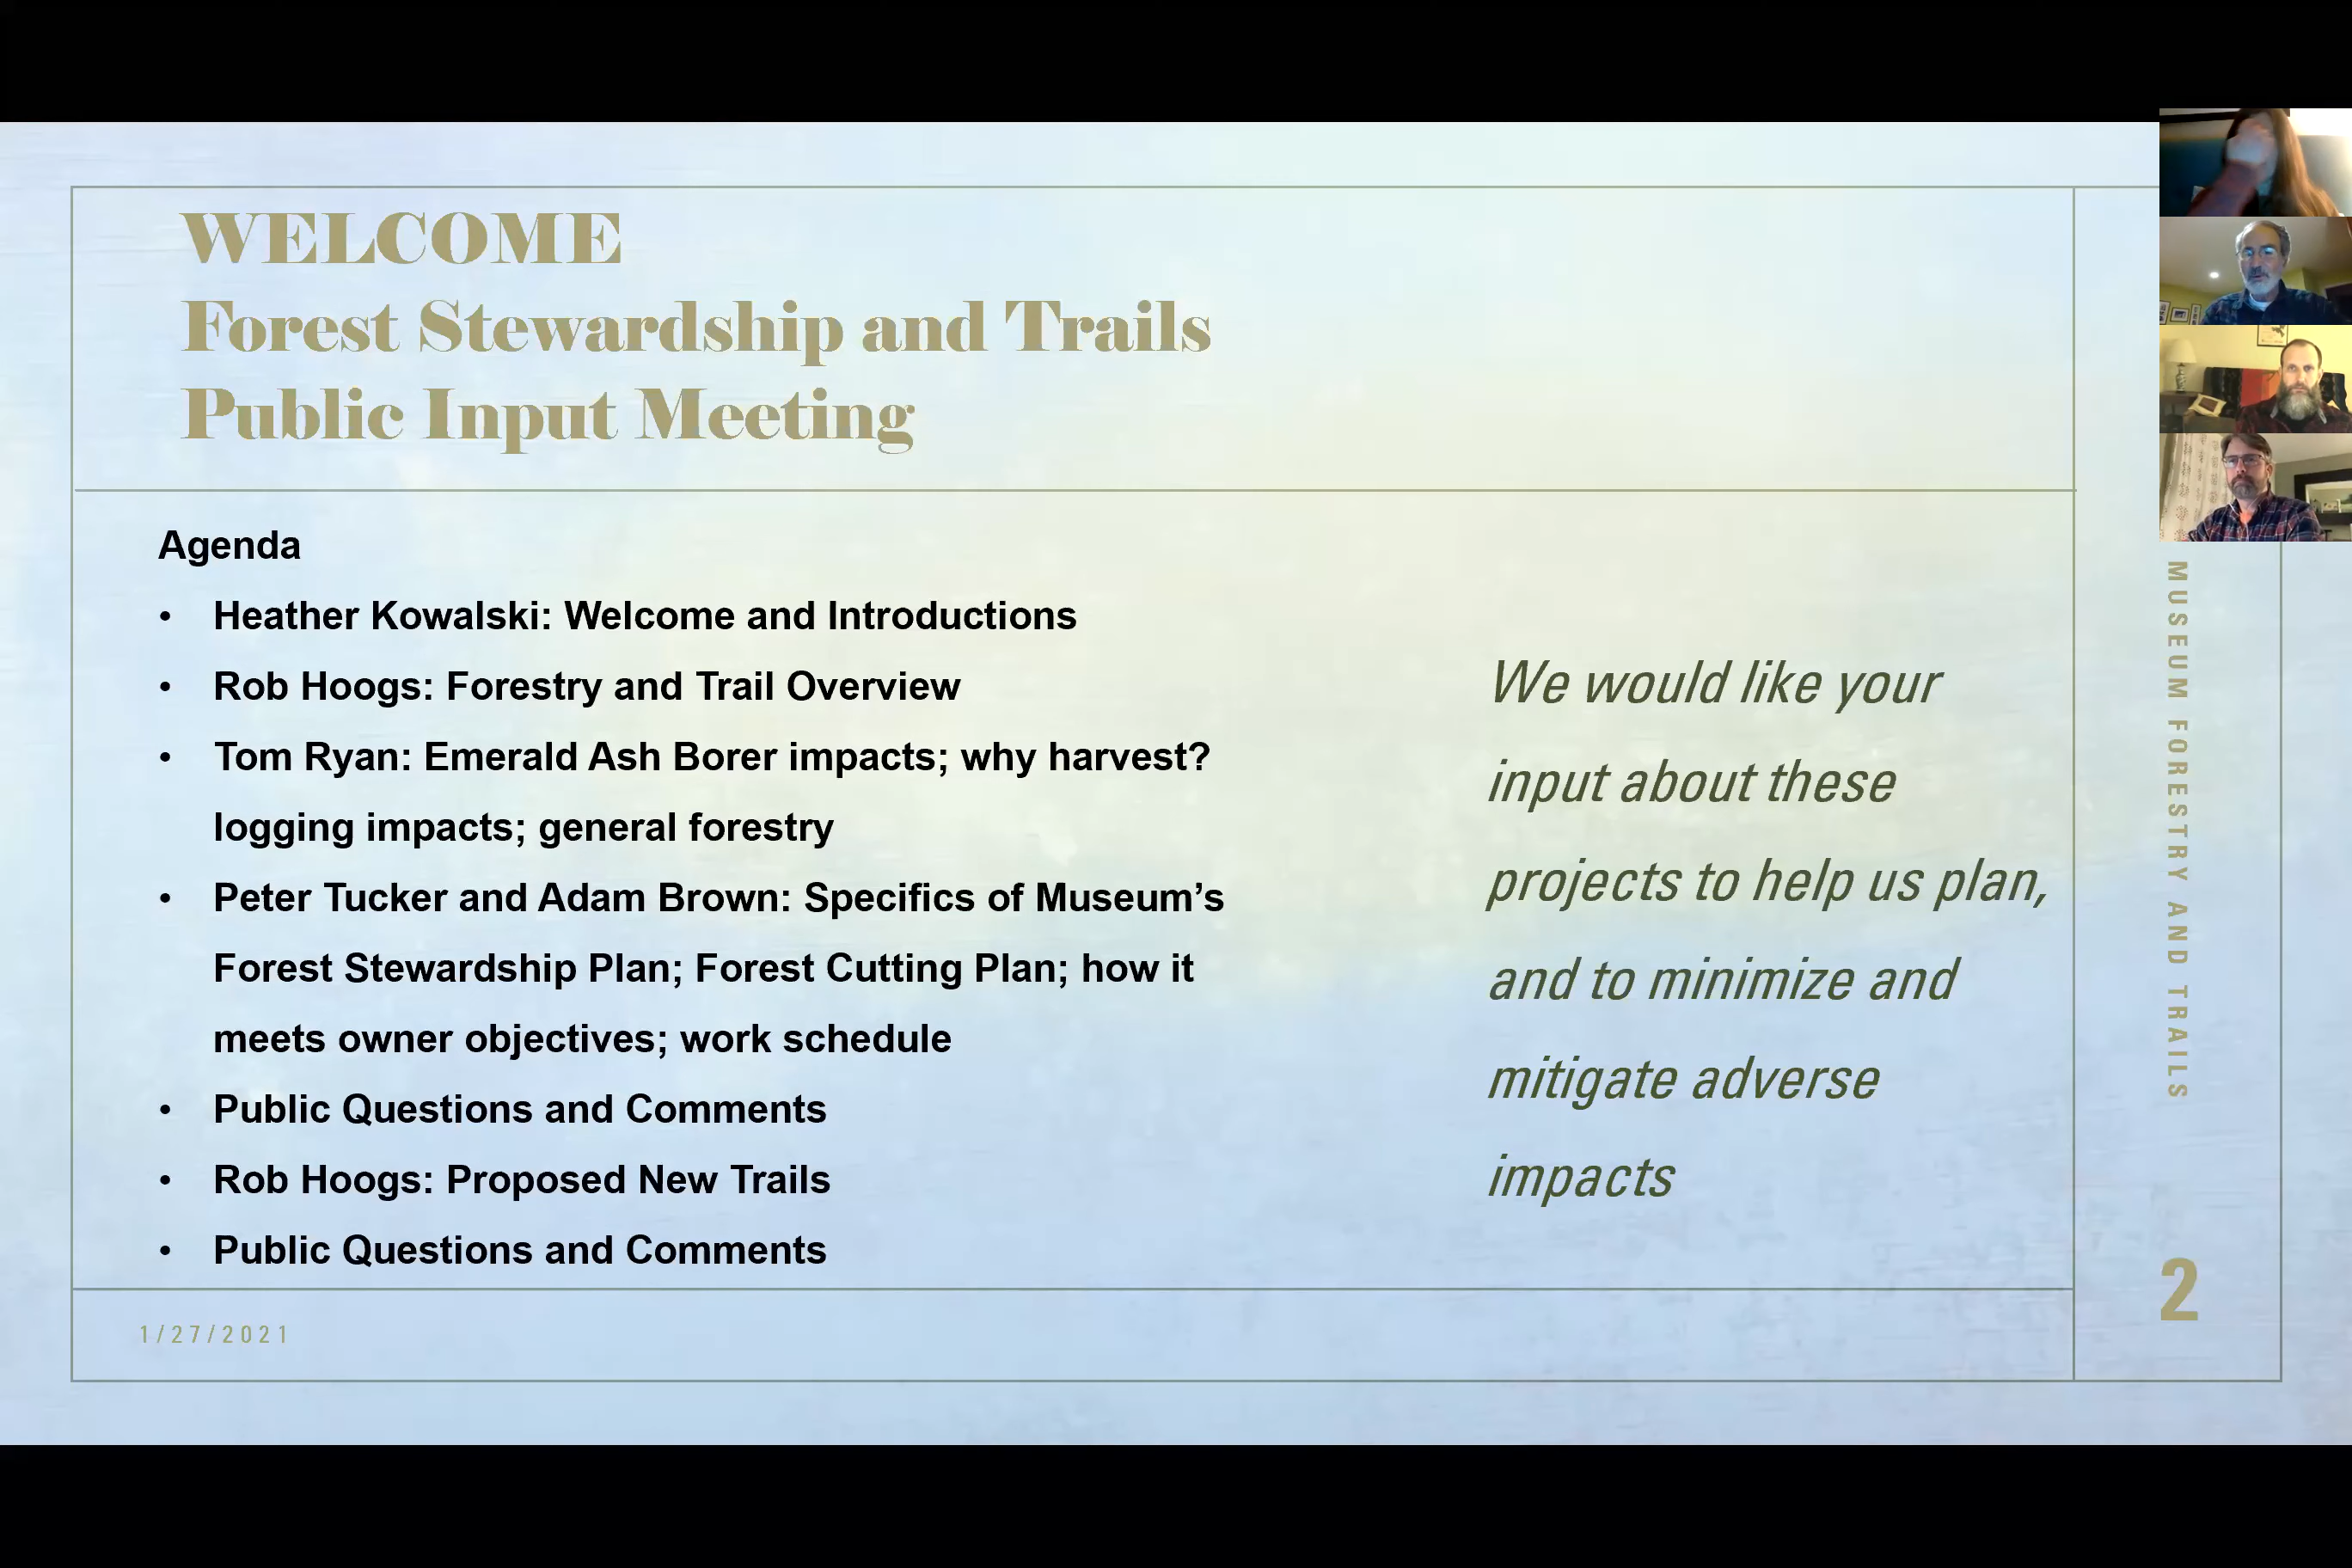 WELCOME
Forest Stewardship and Trails
Public Input Meeting
Agenda
• Heather Kowalski: Welcome and Introductions
• Rob Hoogs: Forestry and Trail Overview
• Tom Ryan: Emerald Ash Borer impacts; why harvest?
logging impacts; general forestry
• Peter Tucker and Adam Brown: Specifics of Museum’s
Forest Stewardship Plan; Forest Cutting Plan; how it
meets owner objectives; work schedule
• Public Questions and Comments
• Rob Hoogs: Proposed New Trails
• Public Questions and Comments
We would like your
input about these
projects to help us plan,
and to minimize and
mitigate adverse
impacts
MUSEUM FORESTRY AND TRAILS
2
1/27/2021